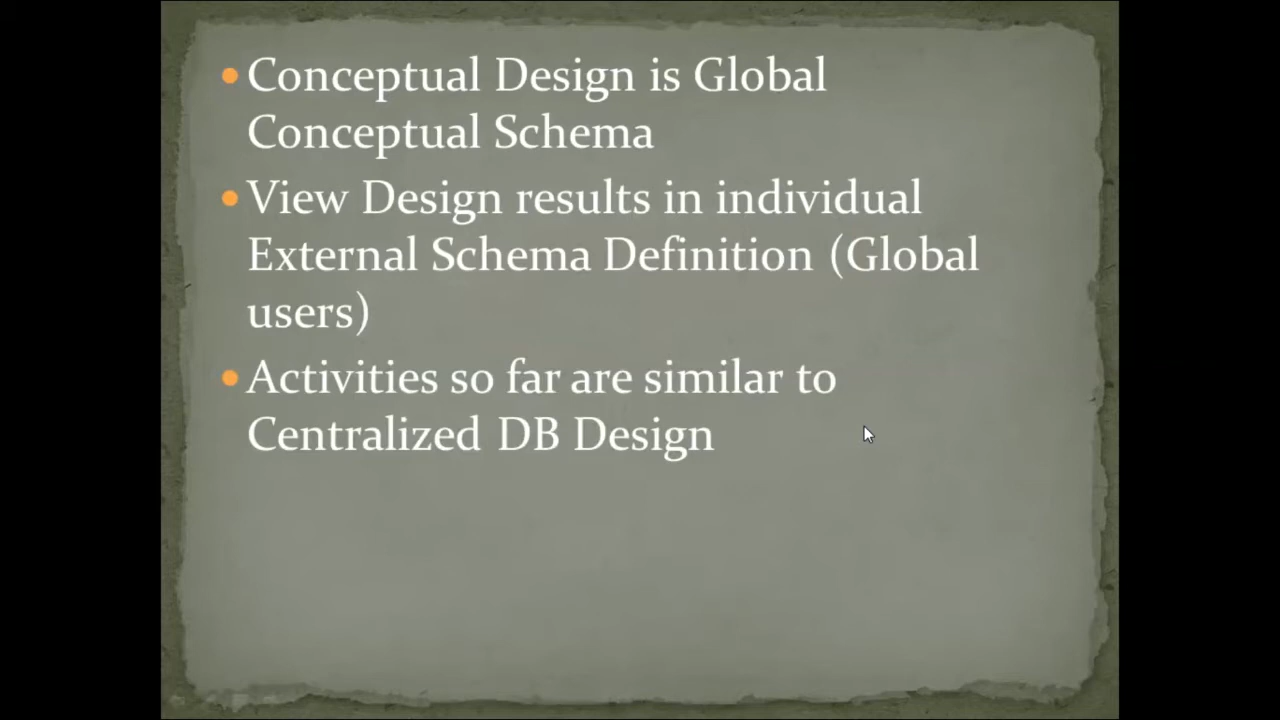 • Conceptual Design is Global
Conceptual Schema
• View Design results in individual
External Schema Definition (Global
users)
• Activities so far are similar to
Centralized DB Design